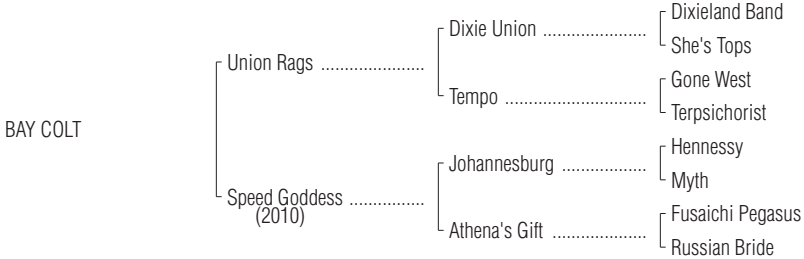 Dixieland Band
Dixie Union ......................
She's Tops
Union Rags ......................
Gone West
Tempo ..............................
Terpsichorist
BAY COLT
Hennessy
Johannesburg ..................
Myth
Speed Goddess ................
(2010)
Fusaichi Pegasus
Athena's Gift ....................
Russian Bride